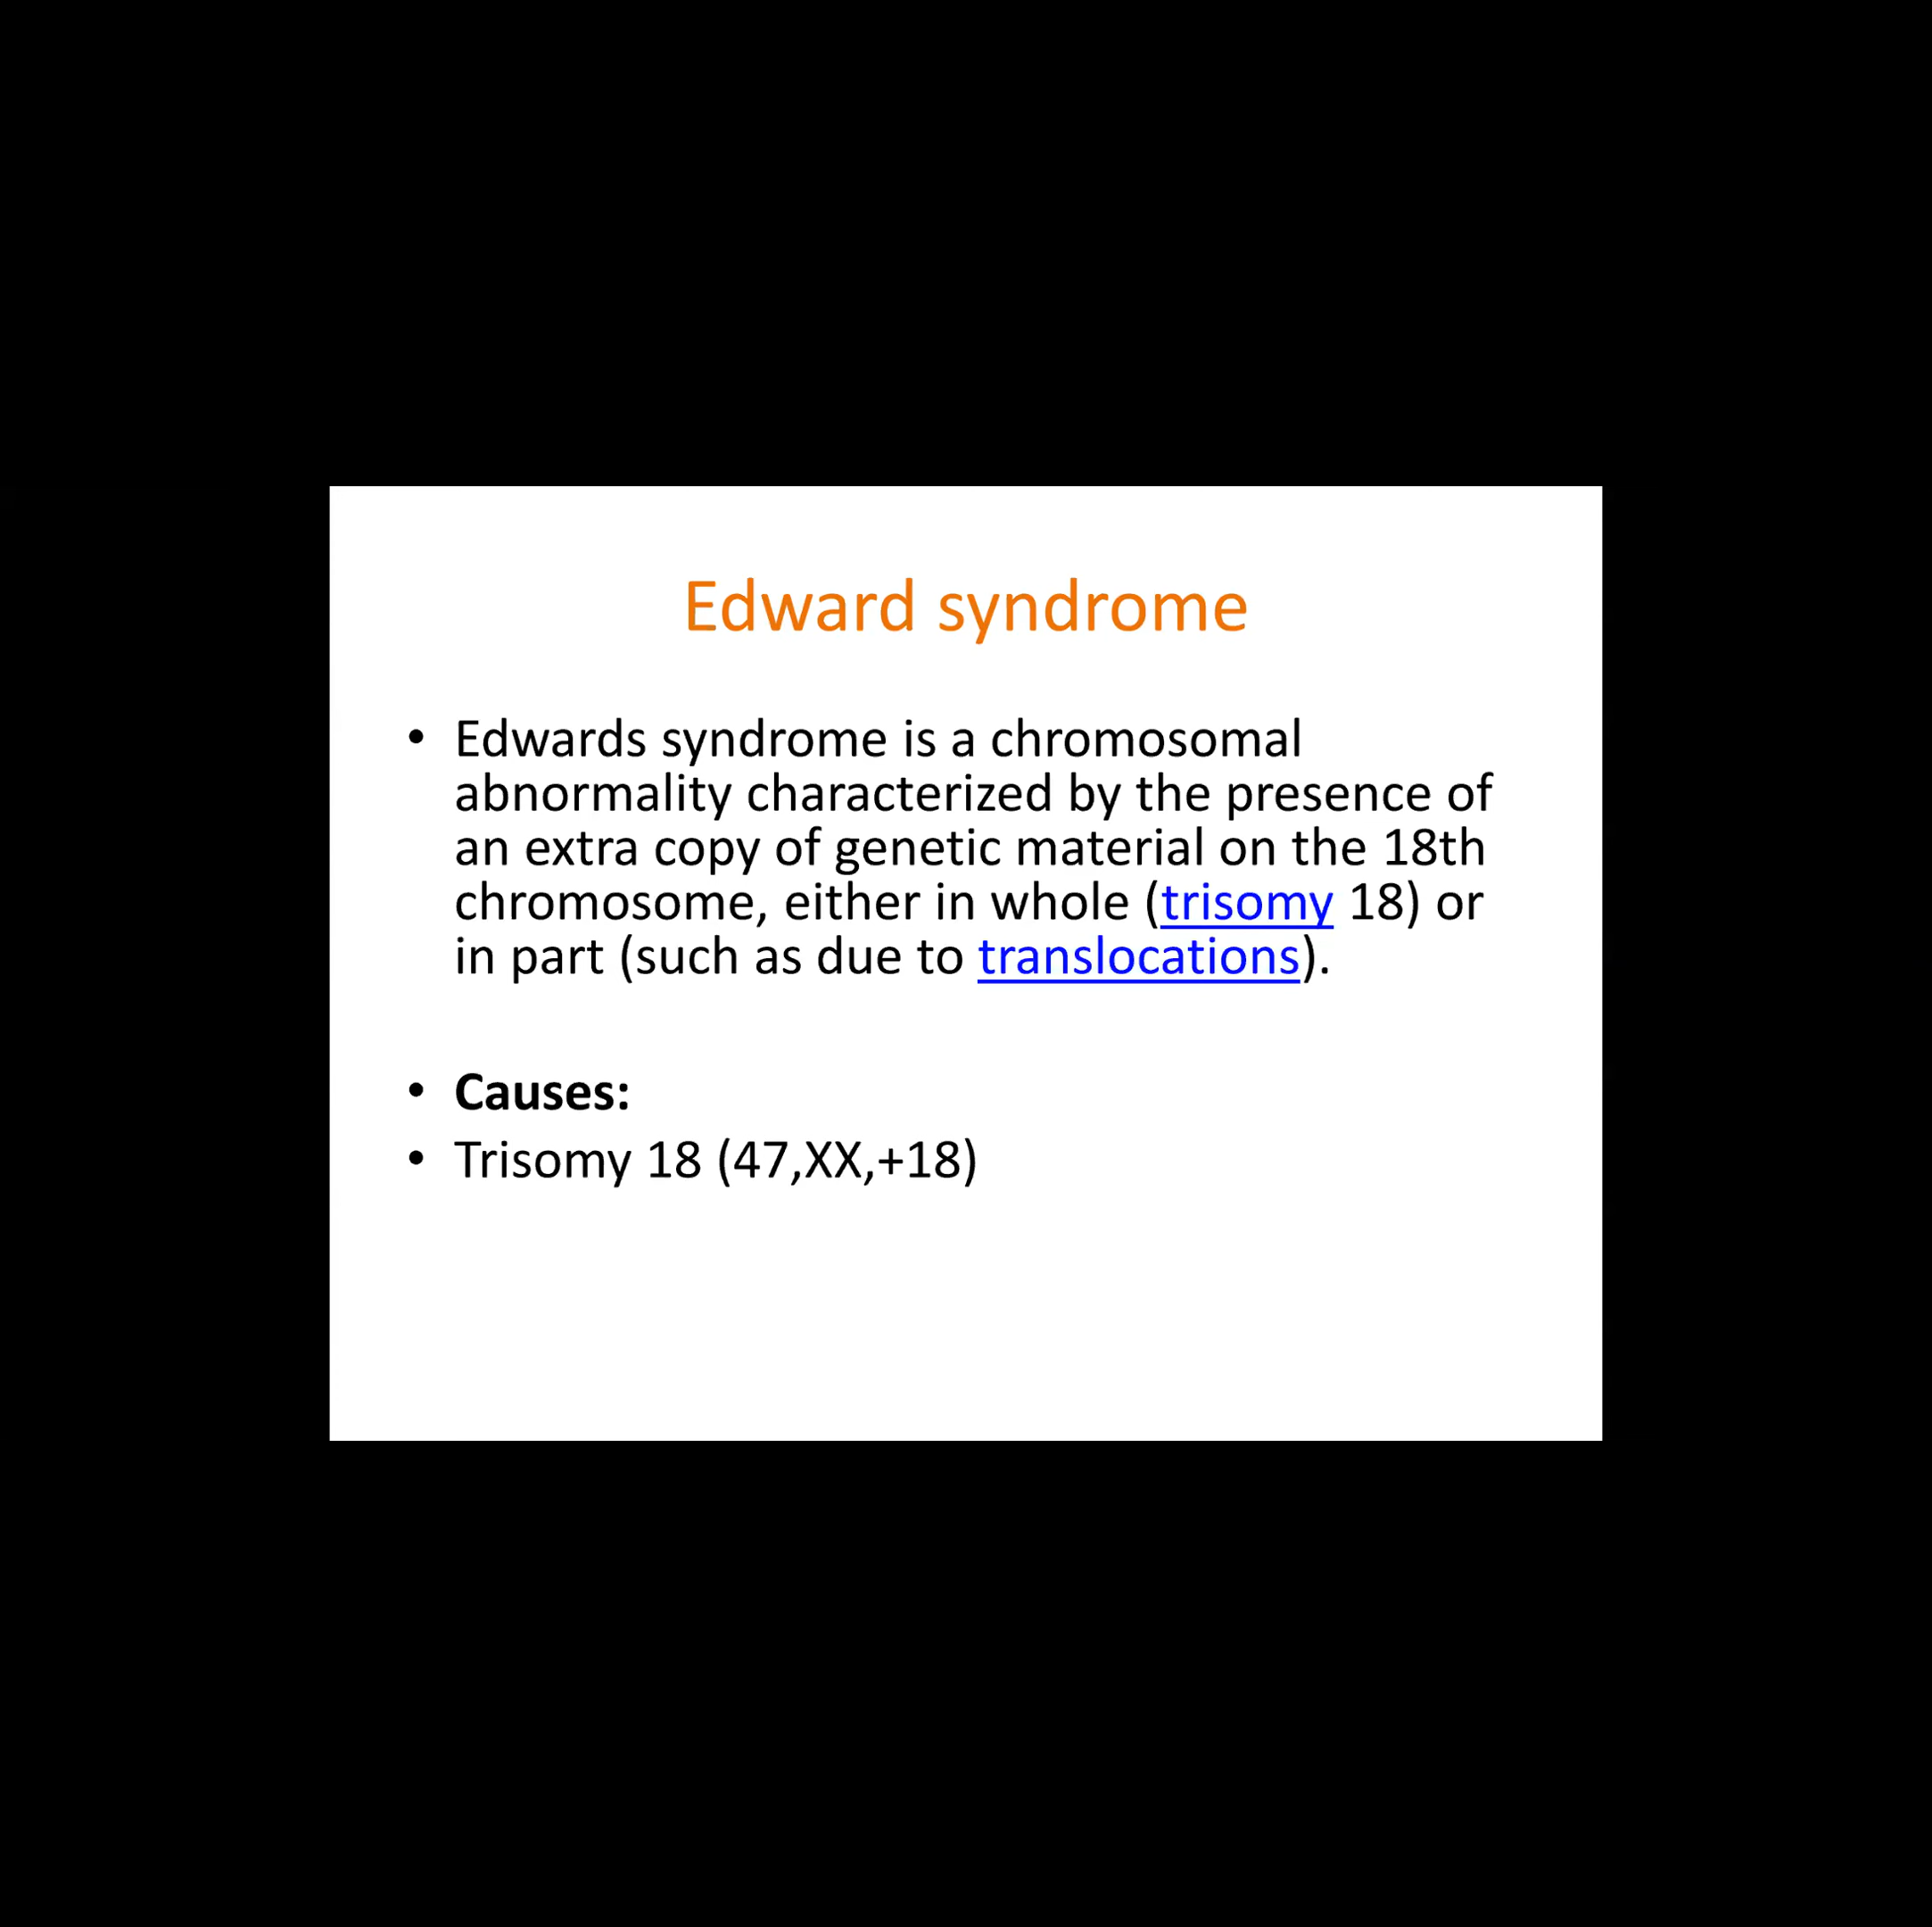 Edward syndrome
• Edwards syndrome is a chromosomal
abnormality characterized by the presence of
an extra copy of genetic material on the 18th
chromosome, either in whole (trisomy 18) or
in part (such as due to translocations).
• Causes:
• Trisomy 18 (47,XX,+18)